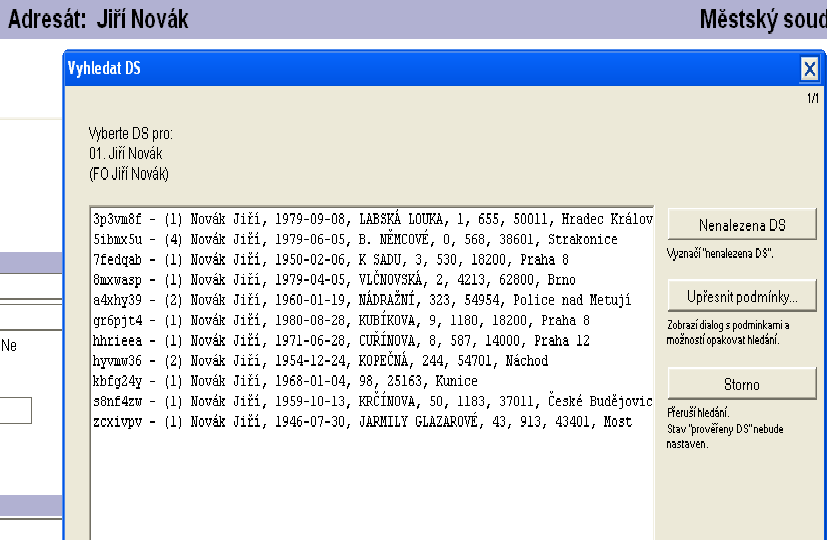 Adresát: Jiří Novák
Městský soud
Vyhledat DS
1/1
Vyberte DS pro:
01. Jiří Novák
(FO Jiří Novák)
3p3vm8f - (1) Novák Jiří, 1979-09-08, LABSKÁ LOUKA, 1, 655, 50011, Hradec Králov
5ibmx5u - (4) Novák Jiří, 1979-06-05, B. NĚMCOVÉ, 0, 568, 38601, Strakonice
7fedqab - (1) Novák Jiří, 1950-02-06, K SADU, 3, 530, 18200, Praha 8
8mxwasp - (1) Novák Jiří, 1979-04-05, VLČNOVSKÁ, 2, 4213, 62800, Brno
a4xhy39 - (2) Novák Jiří, 1960-01-19, NÁDRAŽNÍ, 323, 54954, Police nad Metují
gr6pjt4 - (1) Novák Jiří, 1980-08-28, KUBÍKOVA, 9, 1180, 18200, Praha 8
hhrieea - (1) Novák Jiří, 1971-06-28, CUŘÍNOVA, 8, 587, 14000, Praha 12
hyvmw36 - (2) Novák Jiří, 1954-12-24, KOPEČNÁ, 244, 54701, Náchod
kbfg24y - (1) Novák Jiří, 1968-01-04, 98, 25163, Kunice
s8nf4zw - (1) Novák Jiří, 1959-10-13, KRČÍNOVA, 50, 1183, 37011, České Budějovic
zcxivpv - (1) Novák Jiří, 1946-07-30, JARMILY GLAZAROVÉ, 43, 913, 43401, Most
Nenalezena DS
Vyznačí "nenalezena DS".
Upřesnit podmínky...
Zobrazí dialog s podmínkami a
možností opakovat hledání.
Storno
Přeruší hledání.
Stav "prověřeny DS" nebude
nastaven.
Ne